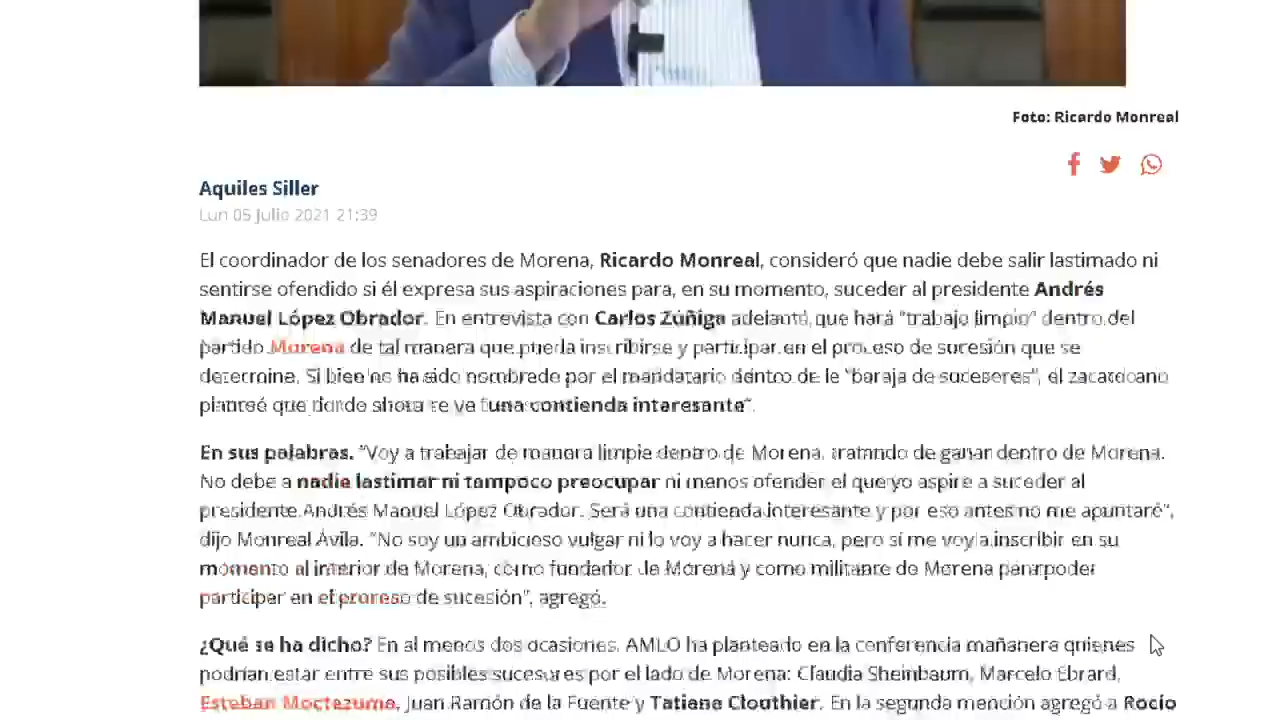 Foto: Ricardo Monreal
Aquiles Siller
Lun 05 Julio 2021 21:39
El coordinador de los senadores de Morena, Ricardo Monreal, consideró que nadie debe salir lastimado ni
sentirse ofendido si él expresa sus aspiraciones para, en su momento, suceder al presidente Andrés
Manuel López Obrador. En entrevista con Carlos Zúñiga adelantó que hará "trabajo limpio" dentro del
partido Morena de tal manera que pueda inscribirse y participar en el proceso de sucesión que se
determine. Si bien no ha sido nombrado por el mandatario dentro de la "baraja de sucesores", el zacatecano
planteó que desde ahora se ve "una contienda interesante".
En sus palabras. "Voy a trabajar de manera limpia dentro de Morena, tratando de ganar dentro de Morena.
No debe a nadie lastimar ni tampoco preocupar ni menos ofender el que yo aspire a suceder al
presidente Andrés Manuel López Obrador. Será una contienda interesante y por eso antes no me apuntaré",
dijo Monreal Ávila. "No soy un ambicioso vulgar ni lo voy a hacer nunca, pero sí me voy a inscribir en su
momento al interior de Morena, como fundador de Morena y como militante de Morena para poder
participar en el proceso de sucesión", agregó.
¿Qué se ha dicho? En al menos dos ocasiones, AMLO ha planteado en la conferencia mañanera quienes
podrían estar entre sus posibles sucesores por el lado de Morena: Claudia Sheinbaum, Marcelo Ebrard,
Esteban Moctezuma, Juan Ramón de la Fuente y Tatiana Clouthier. En la segunda mención agregó a Rocío